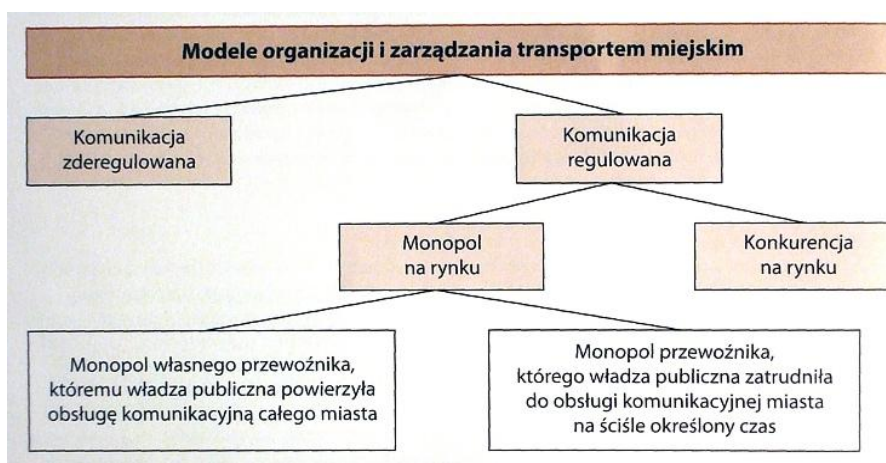 Modele organizacji i zarządzania transportem miejskim
Komunikacja
zderegulowana
Komunikacja
regulowana
Monopol
na rynku
Konkurencja
na rynku
Monopol własnego przewoźnika,
któremu władza publiczna powierzyła
obsługę komunikacyjną całego miasta
Monopol przewoźnika,
którego władza publiczna zatrudniła
do obsługi komunikacyjnej miasta
na ściśle określony czas